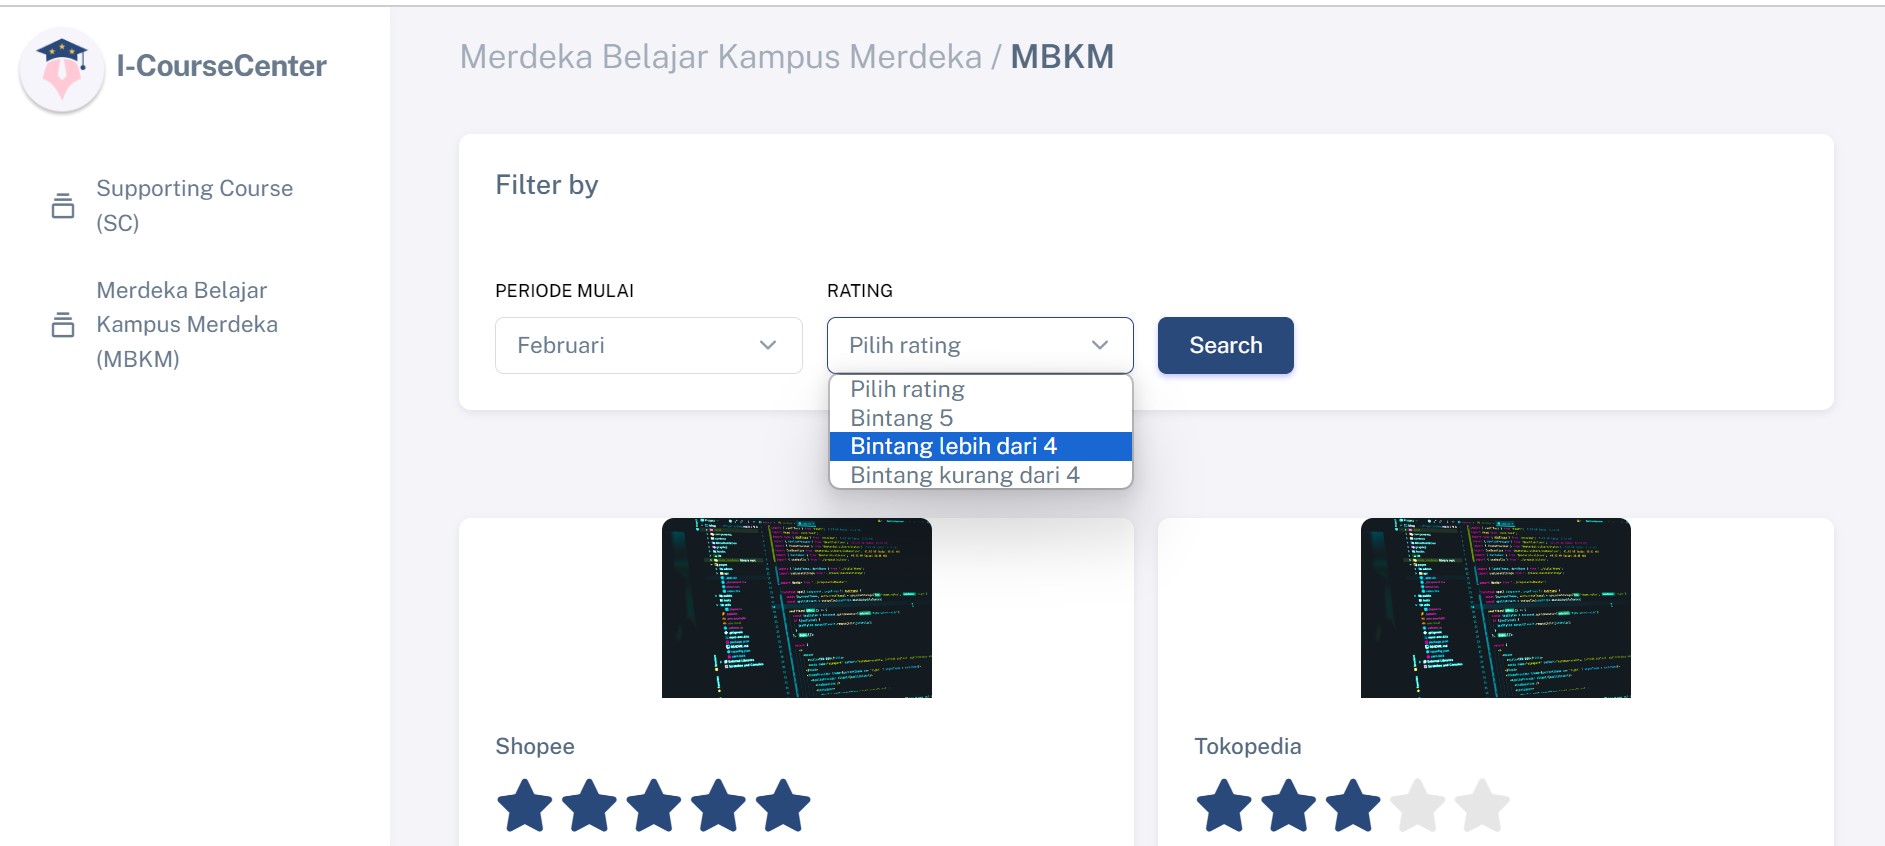 I-CourseCenter
Supporting Course
(SC)
Merdeka Belajar
Kampus Merdeka
(MBKM)
Merdeka Belajar Kampus Merdeka / MBKM
Filter by
PERIODE MULAI
RATING
Februari
Pilih rating
Search
Pilih rating
Bintang 5
Bintang lebih dari 4
Bintang kurang dari 4
Shopee
Tokopedia